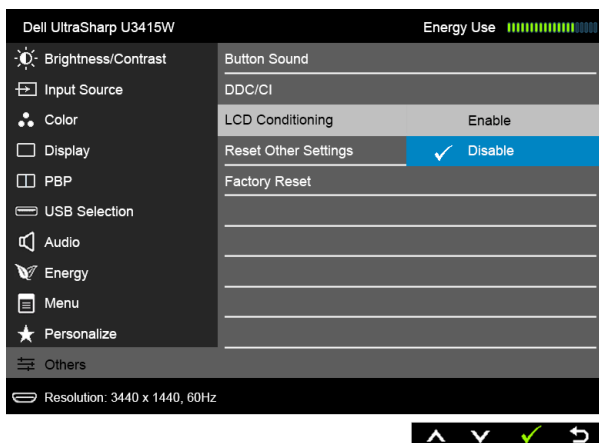 Dell UltraSharp U3415W
Energy Use
Brightness/Contrast
Button Sound
Input Source
DDC/CI
Color
LCD Conditioning
Enable
Display
Reset Other Settings
Disable
PBP
Factory Reset
USB Selection
Audio
Energy
Menu
Personalize
Others
Resolution: 3440 x 1440, 60Hz